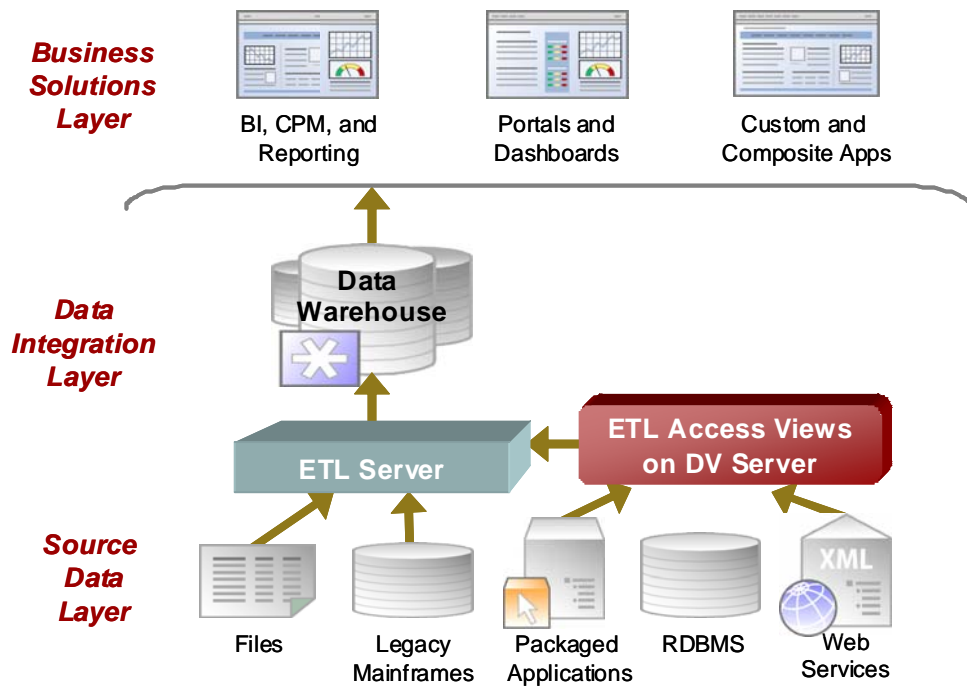 Business
Solutions
Layer
BI, CPM, and
Reporting
Portals and
Dashboards
Custom and
Composite Apps
Data
Integration
Layer
Data
Warehouse
ETL Server
ETL Access Views
on DV Server
Source
Data
Layer
XML
Files
Legacy
Mainframes
Packaged
Applications
RDBMS
Web
Services